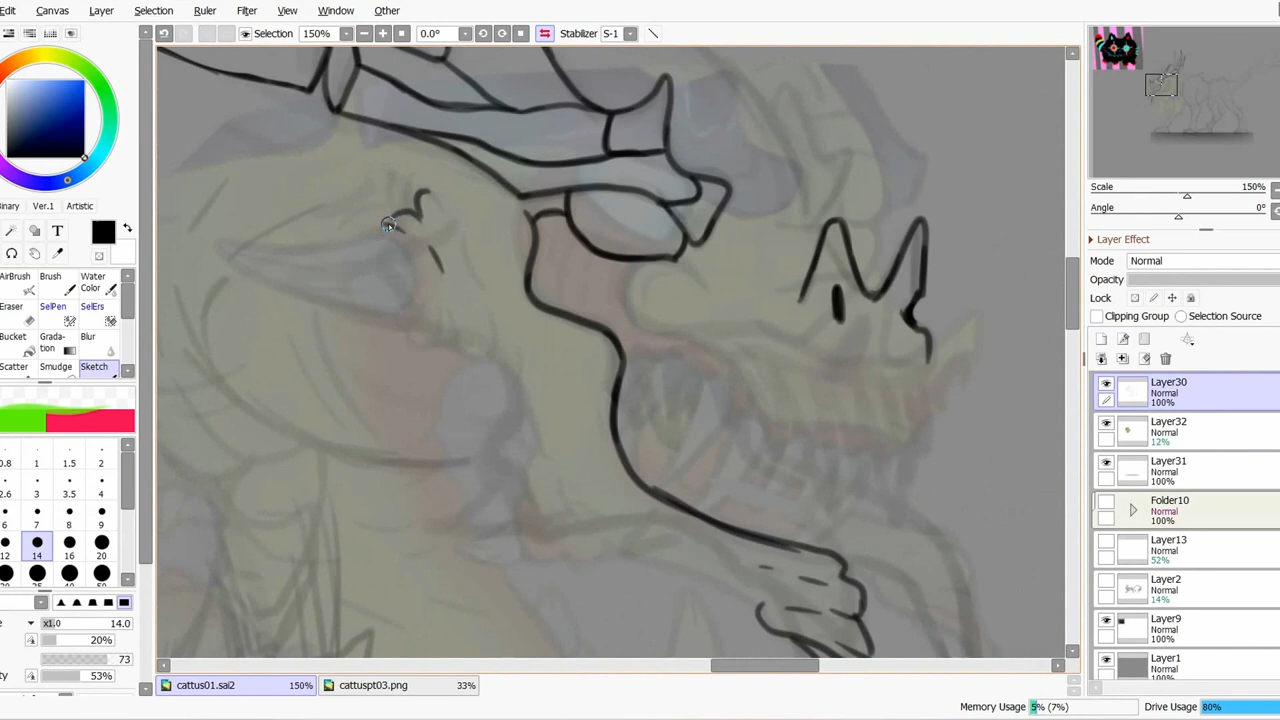 Edit Canvas Layer Selection Ruler Filter View Window Other
Selection 150% 0.0° Stabilizer S-1
Binary Ver.1 Artistic
T
AirBrush Brush Water Color
Eraser SelPen SelErs
Bucket Grada-tion Blur
Scatter Smudge Sketch
0.8 1 1.5 2
2.6 3 3.5 4
6 7 8 9
12 14 16 20
25
x1.0 14.0
20%
73
53%
Scale 150%
Angle 0°
Layer Effect
Mode Normal
Opacity
Lock
Clipping Group Selection Source
Layer30
Normal
100%
Layer32
Normal
12%
Layer31
Normal
100%
Folder10
Normal
100%
Layer13
Normal
52%
Layer2
Normal
14%
Layer9
Normal
100%
Layer1
Normal
100%
cattus01.sai2 150% cattuspt03.png 33%
Memory Usage 5% (7%) Drive Usage 80%